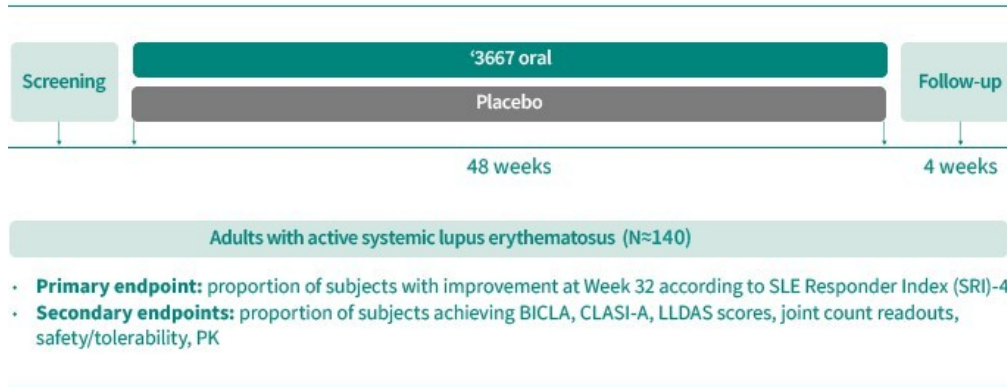 ‘3667 oral
Screening
Follow-up
Placebo
48 weeks
4 weeks
Adults with active systemic lupus erythematosus (N≈140)
• Primary endpoint: proportion of subjects with improvement at Week 32 according to SLE Responder Index (SRI)-4
• Secondary endpoints: proportion of subjects achieving BICLA, CLASI-A, LLDAS scores, joint count readouts,
safety/tolerability, PK